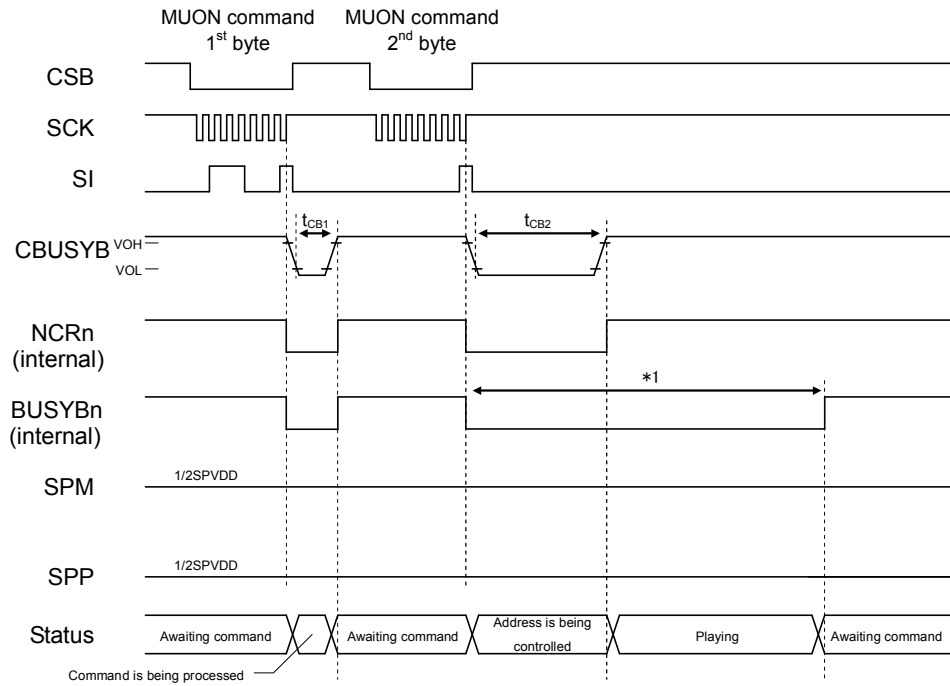 MUON command
1st byte
MUON command
2nd byte
CSB
SCK
SI
tCB1
tCB2
CBUSYB
VOH
VOL
NCRn
(internal)
*1
BUSYBn
(internal)
SPM
1/2SPVDD
SPP
1/2SPVDD
Status
Awaiting command
Awaiting command
Address is being
controlled
Playing
Awaiting command
Command is being processed